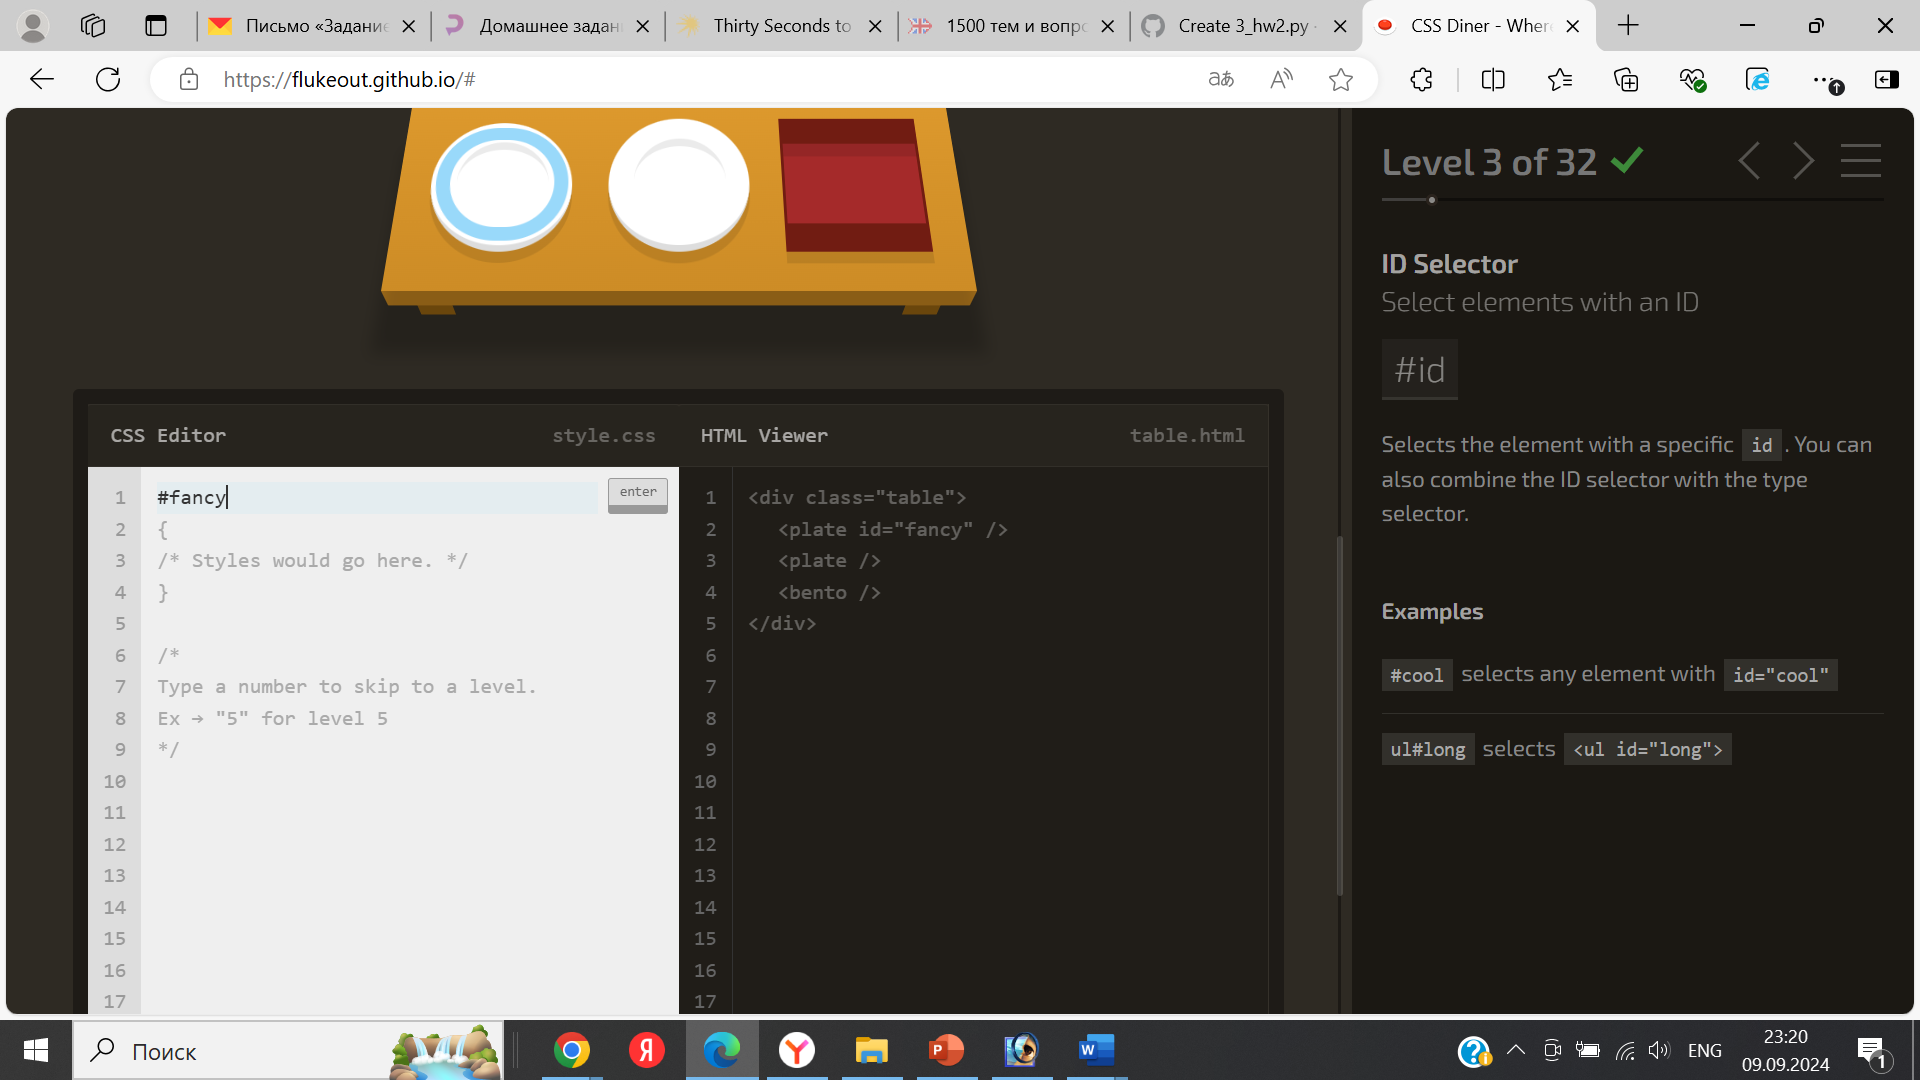 Письмо «Задание
Домашнее задани
Thirty Seconds to
1500 тем и вопро
Create 3_hw2.py ·
CSS Diner - Where
https://flukeout.github.io/#
Level 3 of 32
ID Selector
Select elements with an ID
#id
Selects the element with a specific id . You can
also combine the ID selector with the type
selector.
Examples
#cool selects any element with id="cool"
ul#long selects <ul id="long">
CSS Editor style.css
1 #fancy enter
2 {
3 /* Styles would go here. */
4 }
5
6 /*
7 Type a number to skip to a level.
8 Ex → "5" for level 5
9 */
10
11
12
13
14
15
16
17
HTML Viewer table.html
1 <div class="table">
2 <plate id="fancy" />
3 <plate />
4 <bento />
5 </div>
6
7
8
9
10
11
12
13
14
15
16
17
Поиск
ENG
23:20
09.09.2024
1